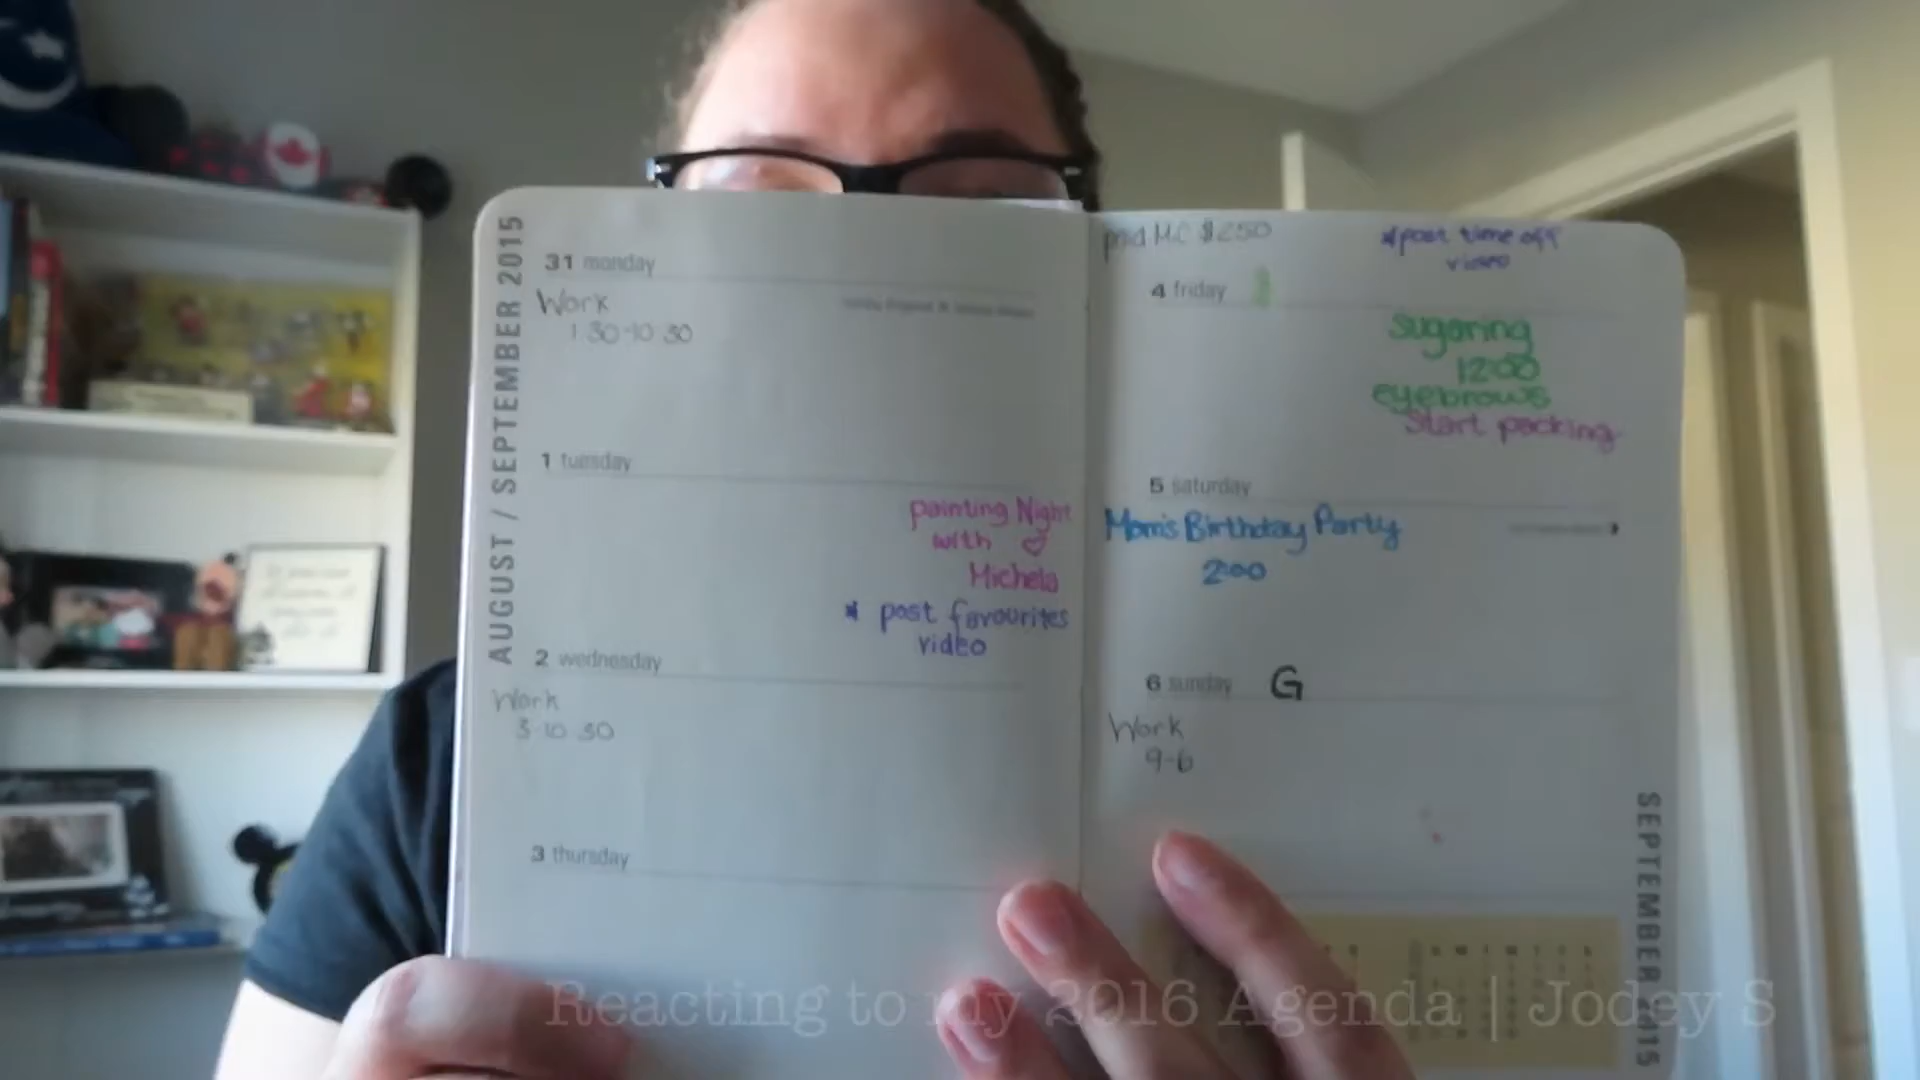 AUGUST / SEPTEMBER 2015
31 monday
Work
1:30-10:30
1 tuesday
painting Night
with ♡
Michela
* post favourites
video
2 wednesday
Work
3-10:30
3 thursday
paid MC $250
*post time off
video
4 friday
sugaring
12:00
eyebrows
Start packing
5 saturday
Mom's Birthday Party
2:00
6 sunday G
Work
9-6
SEPTEMBER 2015
Reacting to my 2016 Agenda | Jodey S